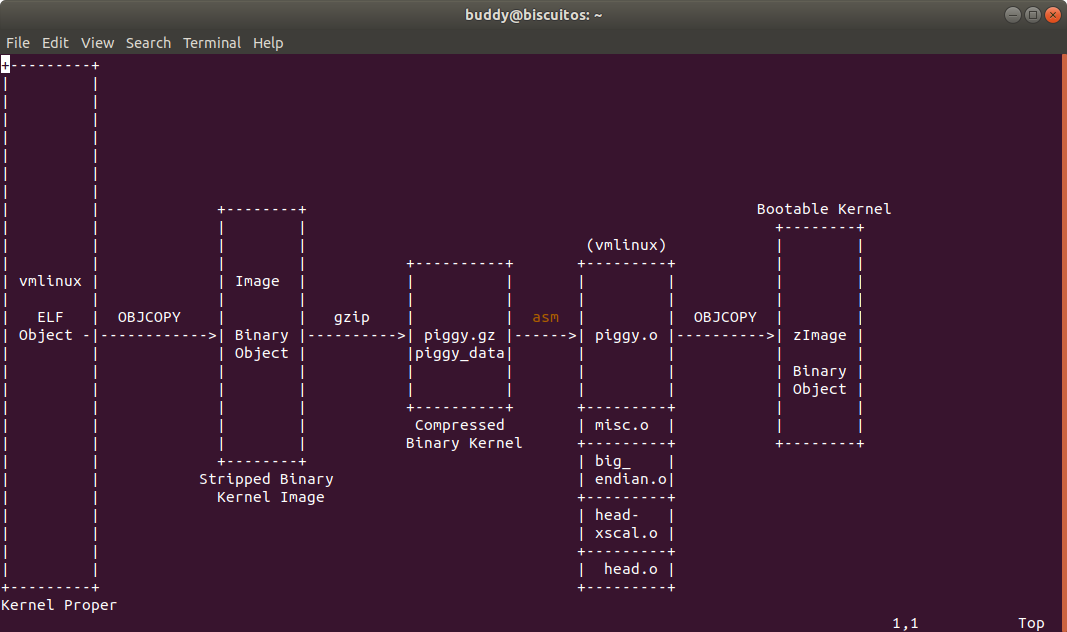 buddy@biscuitos: ~
File Edit View Search Terminal Help
Bootable Kernel
(vmlinux)
vmlinux Image
ELF OBJCOPY gzip asm OBJCOPY
Object Binary piggy.gz piggy.o zImage
Object piggy_data
Binary
Object
Compressed misc.o
Binary Kernel
big_
Stripped Binary endian.o
Kernel Image
head-
xscal.o
head.o
Kernel Proper
1,1 Top